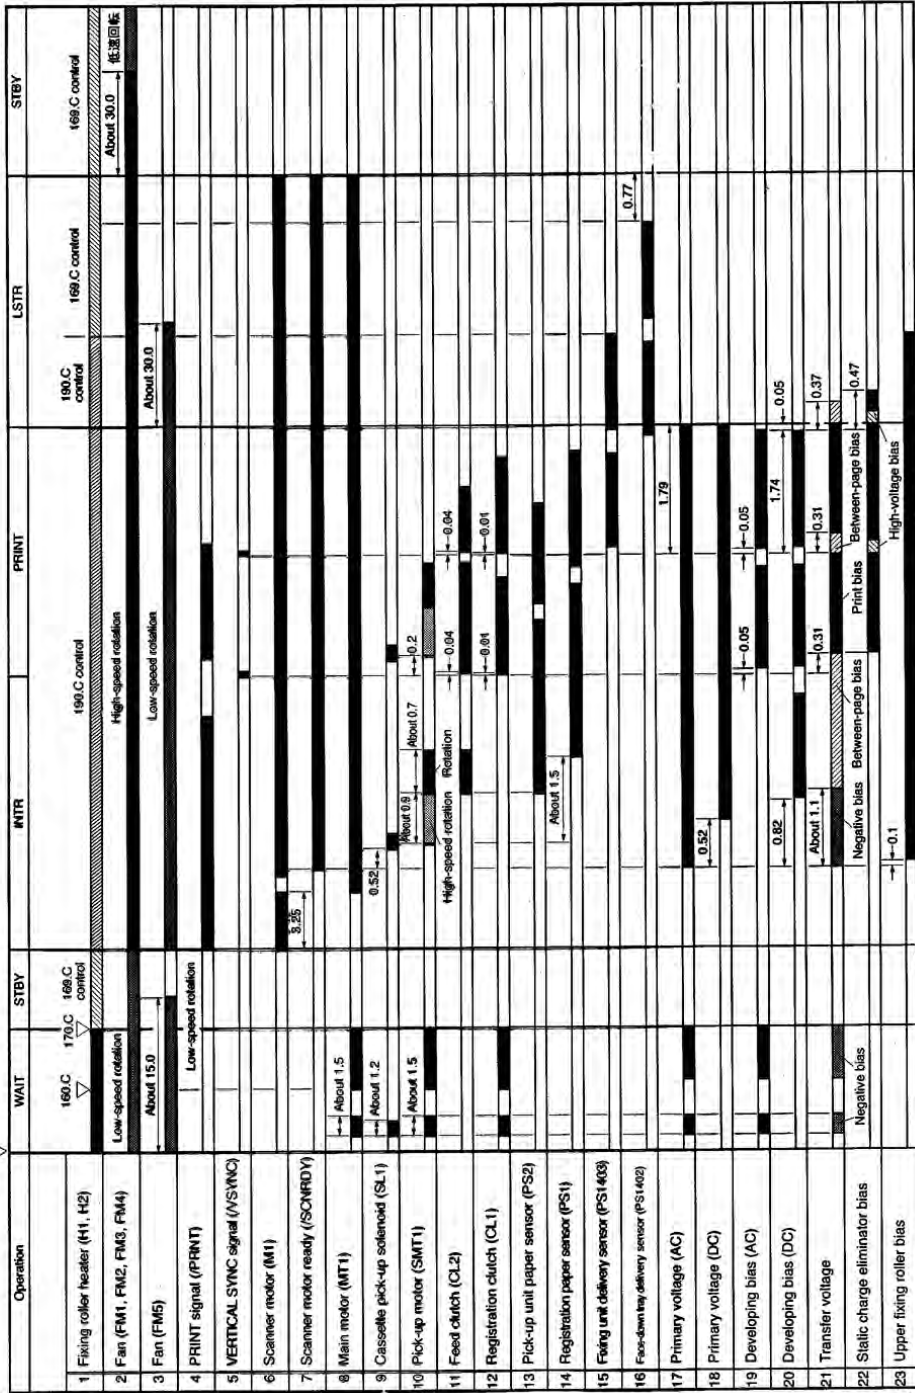 Operation WAIT STBY INTR PRINT LSTR STBY
160.C 170.C 169.C control 190.C control 190.C control 169.C control 169.C control
1 Fixing roller heater (H1, H2)
2 Fan (FM1, FM2, FM3, FM4) Low-speed rotation High-speed rotation About 30.0 低速回転
3 Fan (FM5) About 15.0 Low-speed rotation About 30.0
4 PRINT signal (/PRINT) Low-speed rotation
5 VERTICAL SYNC signal (/VSYNC)
6 Scanner motor (M1)
7 Scanner motor ready (/SCNRDY) 3.25
8 Main motor (MT1) About 1.5
9 Cassette pick-up solenoid (SL1) About 1.2 0.52
10 Pick-up motor (SMT1) About 1.5 About 0.9 About 0.7 0.2
11 Feed clutch (CL2) High-speed rotation Rotation 0.04 0.04
12 Registration clutch (CL1) 0.01 0.01
13 Pick-up unit paper sensor (PS2)
14 Registration paper sensor (PS1) About 1.5
15 Fixing unit delivery sensor (PS1403)
16 Face-down tray delivery sensor (PS1402) 0.77
17 Primary voltage (AC) 1.79
18 Primary voltage (DC) 0.52
19 Developing bias (AC) 0.05 0.05
20 Developing bias (DC) 0.82 1.74 0.05
21 Transfer voltage About 1.1 0.31 0.31 0.37
22 Static charge eliminator bias Negative bias Negative bias Between-page bias Print bias Between-page bias 0.47
23 Upper fixing roller bias 0.1 High-voltage bias